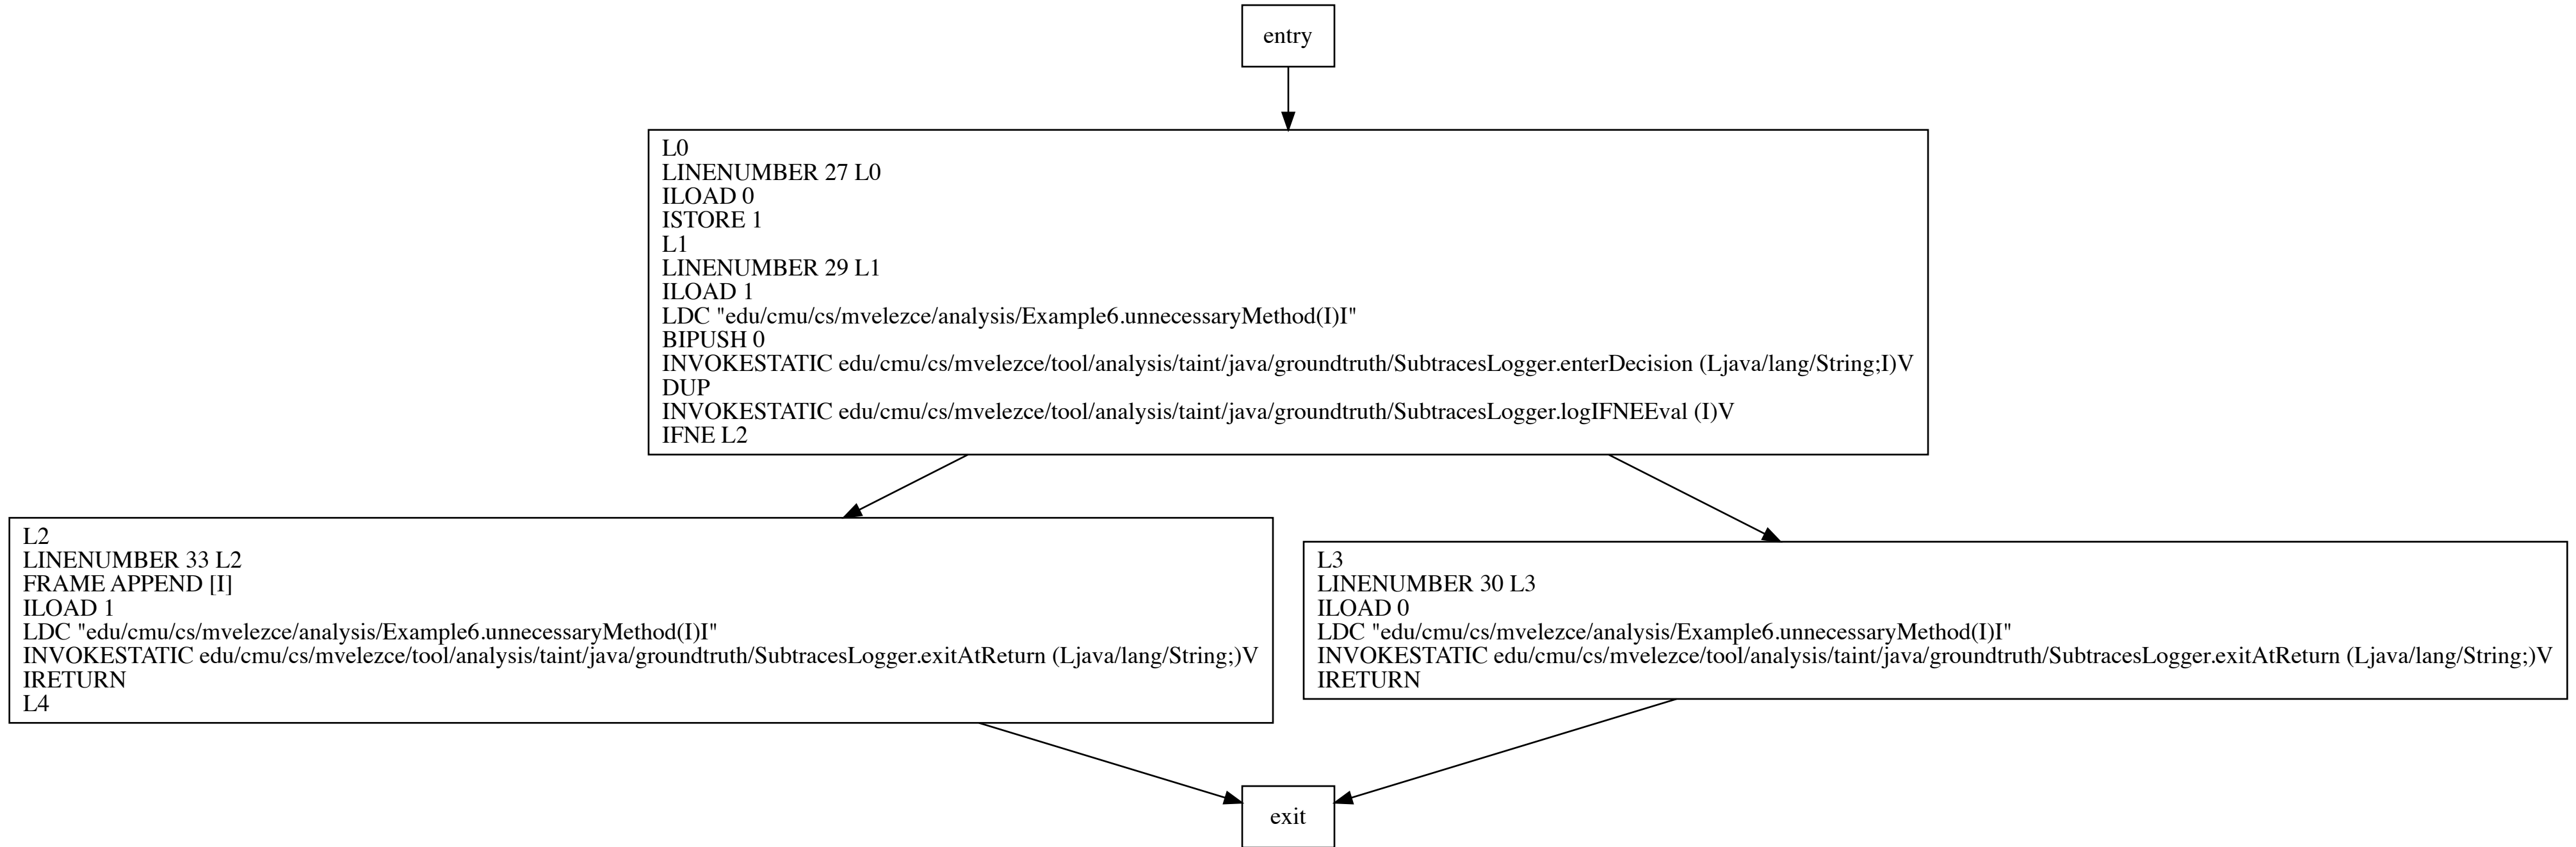 entry
L0
LINENUMBER 27 L0
ILOAD 0
ISTORE 1
L1
LINENUMBER 29 L1
ILOAD 1
LDC "edu/cmu/cs/mvelezce/analysis/Example6.unnecessaryMethod(I)I"
BIPUSH 0
INVOKESTATIC edu/cmu/cs/mvelezce/tool/analysis/taint/java/groundtruth/SubtracesLogger.enterDecision (Ljava/lang/String;I)V
DUP
INVOKESTATIC edu/cmu/cs/mvelezce/tool/analysis/taint/java/groundtruth/SubtracesLogger.logIFNEEval (I)V
IFNE L2
L2
LINENUMBER 33 L2
FRAME APPEND [I]
ILOAD 1
LDC "edu/cmu/cs/mvelezce/analysis/Example6.unnecessaryMethod(I)I"
INVOKESTATIC edu/cmu/cs/mvelezce/tool/analysis/taint/java/groundtruth/SubtracesLogger.exitAtReturn (Ljava/lang/String;)V
IRETURN
L4
L3
LINENUMBER 30 L3
ILOAD 0
LDC "edu/cmu/cs/mvelezce/analysis/Example6.unnecessaryMethod(I)I"
INVOKESTATIC edu/cmu/cs/mvelezce/tool/analysis/taint/java/groundtruth/SubtracesLogger.exitAtReturn (Ljava/lang/String;)V
IRETURN
exit